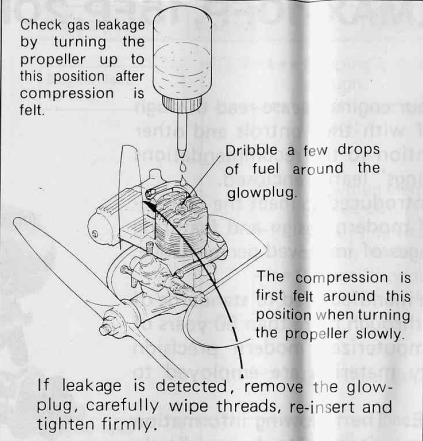 Check gas leakage
by turning the
propeller up to
this position after
compression is
felt.
Dribble a few drops
of fuel around the
glowplug.
The compression is
first felt around this
position when turning
the propeller slowly.
If leakage is detected, remove the glow-
plug, carefully wipe threads, re-insert and
tighten firmly.